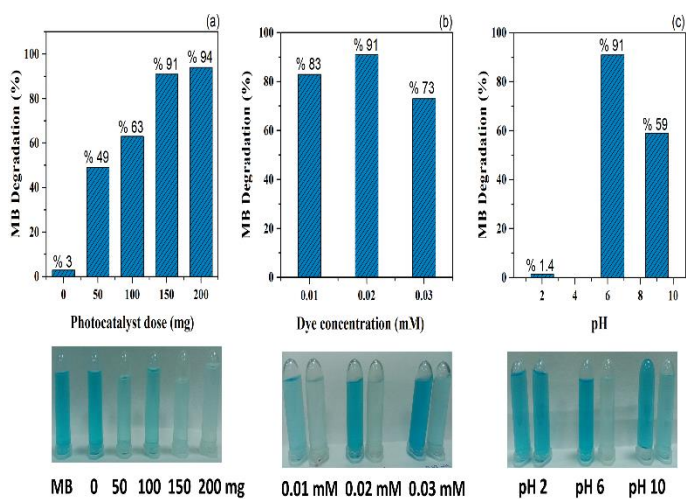 (a)
MB Degradation (%)
100
80
60
40
20
0
% 3
% 49
% 63
% 91
% 94
0 50 100 150 200
Photocatalyst dose (mg)
(b)
MB Degradation (%)
100
80
60
40
20
0
% 83
% 91
% 73
0.01 0.02 0.03
Dye concentration (mM)
(c)
MB Degradation (%)
100
80
60
40
20
0
% 1.4
% 91
% 59
2 4 6 8 10
pH
MB 0 50 100 150 200 mg
0.01 mM 0.02 mM 0.03 mM
pH 2 pH 6 pH 10